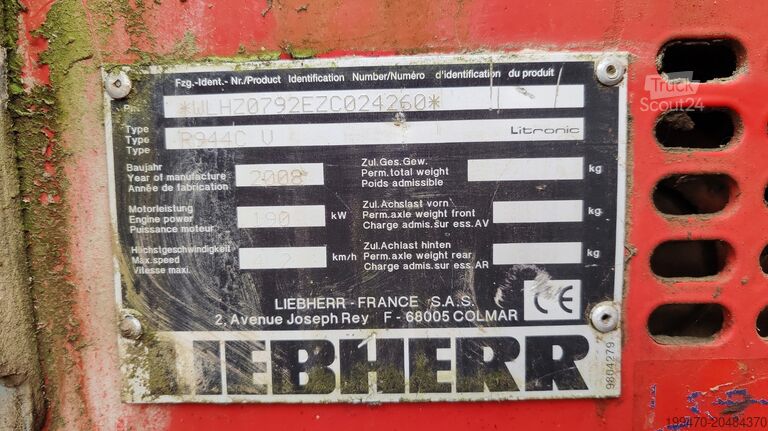 Fzg.-Ident.- Nr./Product Identification Number/Numéro d'identification du produit
*WLHZ0792EZC024260*
Type
Type
Type
R944C V
Litronic
Baujahr
Year of manufacture
Année de fabrication
2008
Motorleistung
Engine power
Puissance moteur
190
kW
Höchstgeschwindigkeit
Max.speed
Vitesse maxi.
km/h
Zul.Ges.Gew.
Perm.total weight
Poids admissible
kg
Zul.Achslast vorn
Perm.axle weight front
Charge admis.sur ess.AV
kg
Zul.Achlast hinten
Perm.axle weight rear
Charge admis.sur ess.AR
kg
LIEBHERR - FRANCE S.A.S.
2, Avenue Joseph Rey F - 68005 COLMAR
CE
LIEBHERR
9864279
Truck
Scout24
199470-20484370